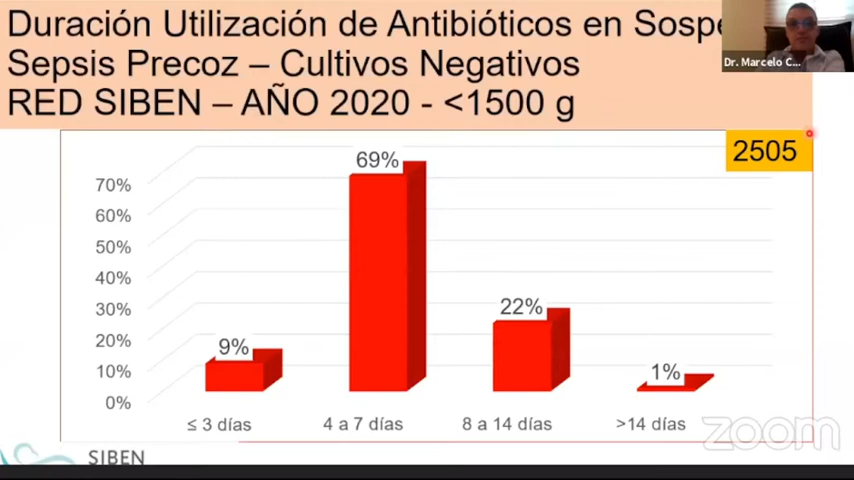 Duración Utilización de Antibióticos en
Sepsis Precoz – Cultivos Negativos
RED SIBEN – AÑO 2020 - <1500 g
Dr. Marcelo C...
2505
69%
70%
60%
50%
40%
30%
22%
20%
9%
10%
1%
0%
≤ 3 días 4 a 7 días 8 a 14 días >14 días
zoom
SIBEN